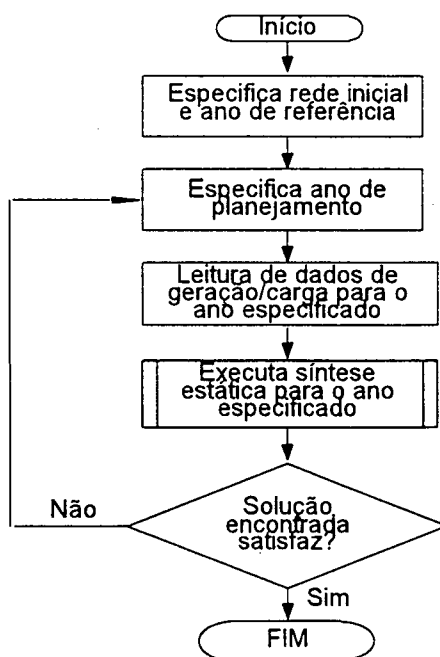 Início
Especifica rede inicial
e ano de referência
Especifica ano de
planejamento
Leitura de dados de
geração/carga para o
ano especificado
Executa síntese
estática para o ano
especificado
Não
Solução
encontrada
satisfaz?
Sim
FIM